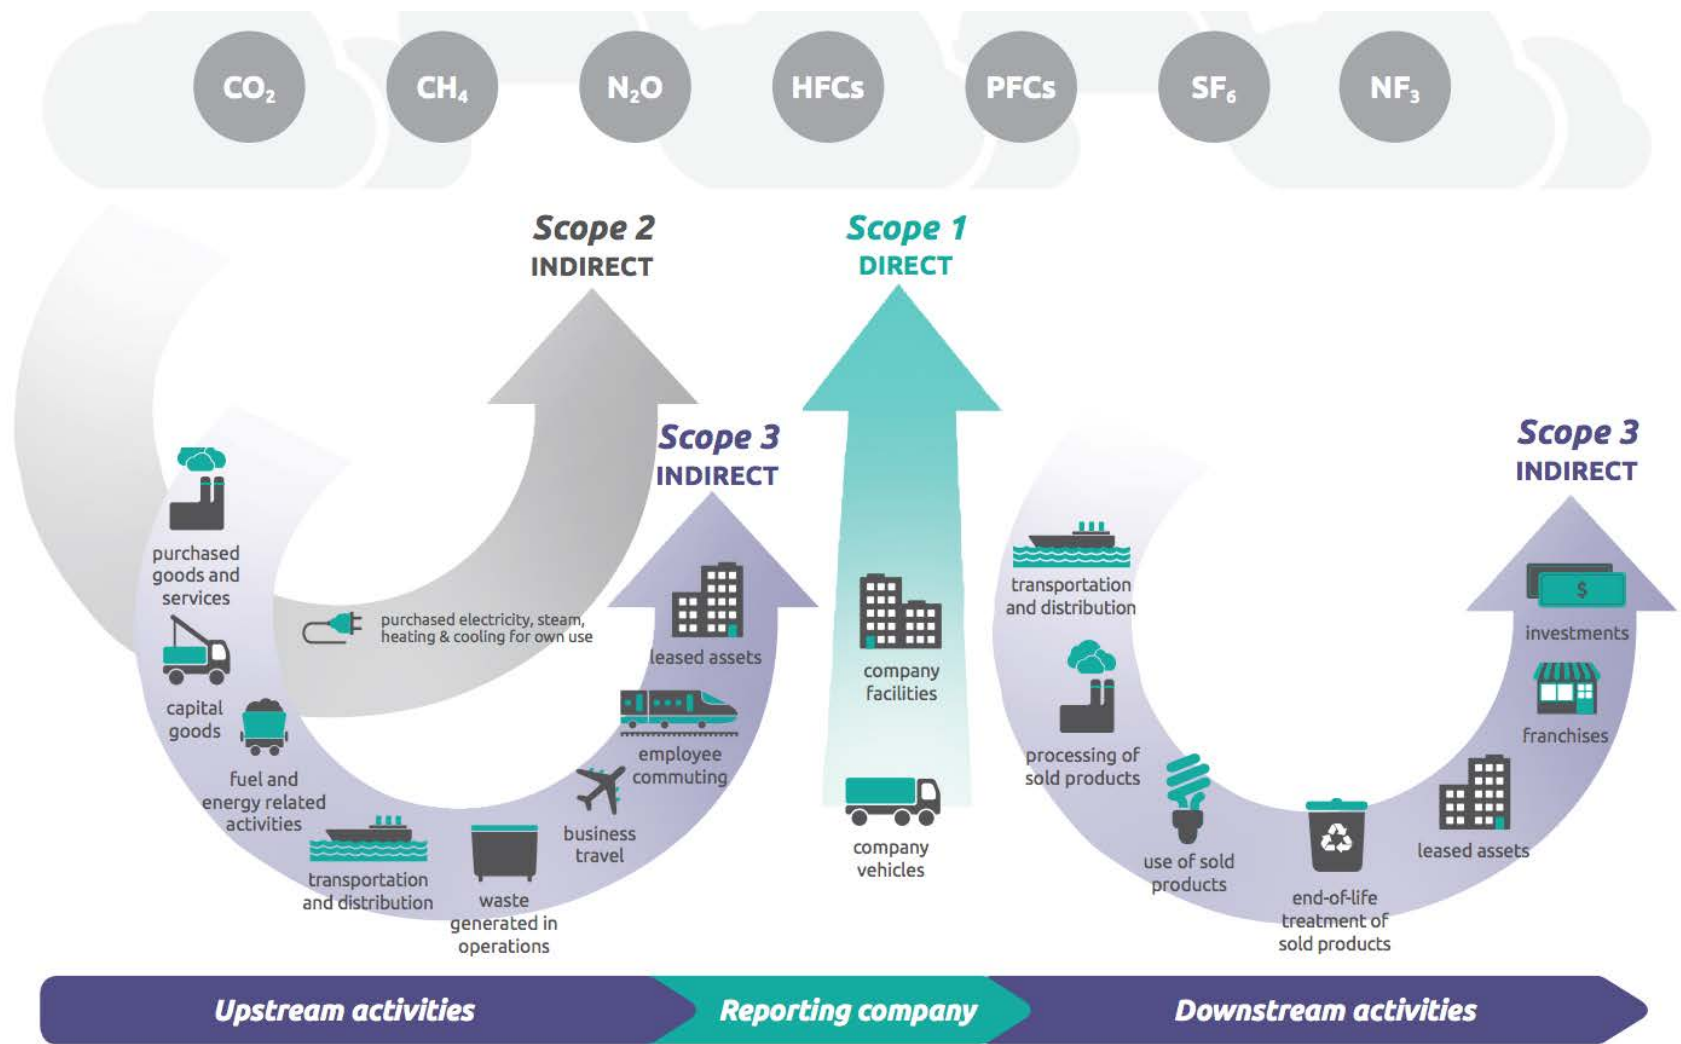 CO₂
CH₄
N₂O
HFCs
PFCs
SF₆
NF₃
Scope 2
INDIRECT
Scope 1
DIRECT
Scope 3
INDIRECT
Scope 3
INDIRECT
purchased
goods and
services
capital
goods
fuel and
energy related
activities
transportation
and distribution
waste
generated in
operations
business
travel
employee
commuting
leased assets
purchased electricity, steam,
heating & cooling for own use
company
facilities
company
vehicles
transportation
and distribution
processing of
sold products
use of sold
products
end-of-life
treatment of
sold products
leased assets
franchises
$
investments
Upstream activities
Reporting company
Downstream activities